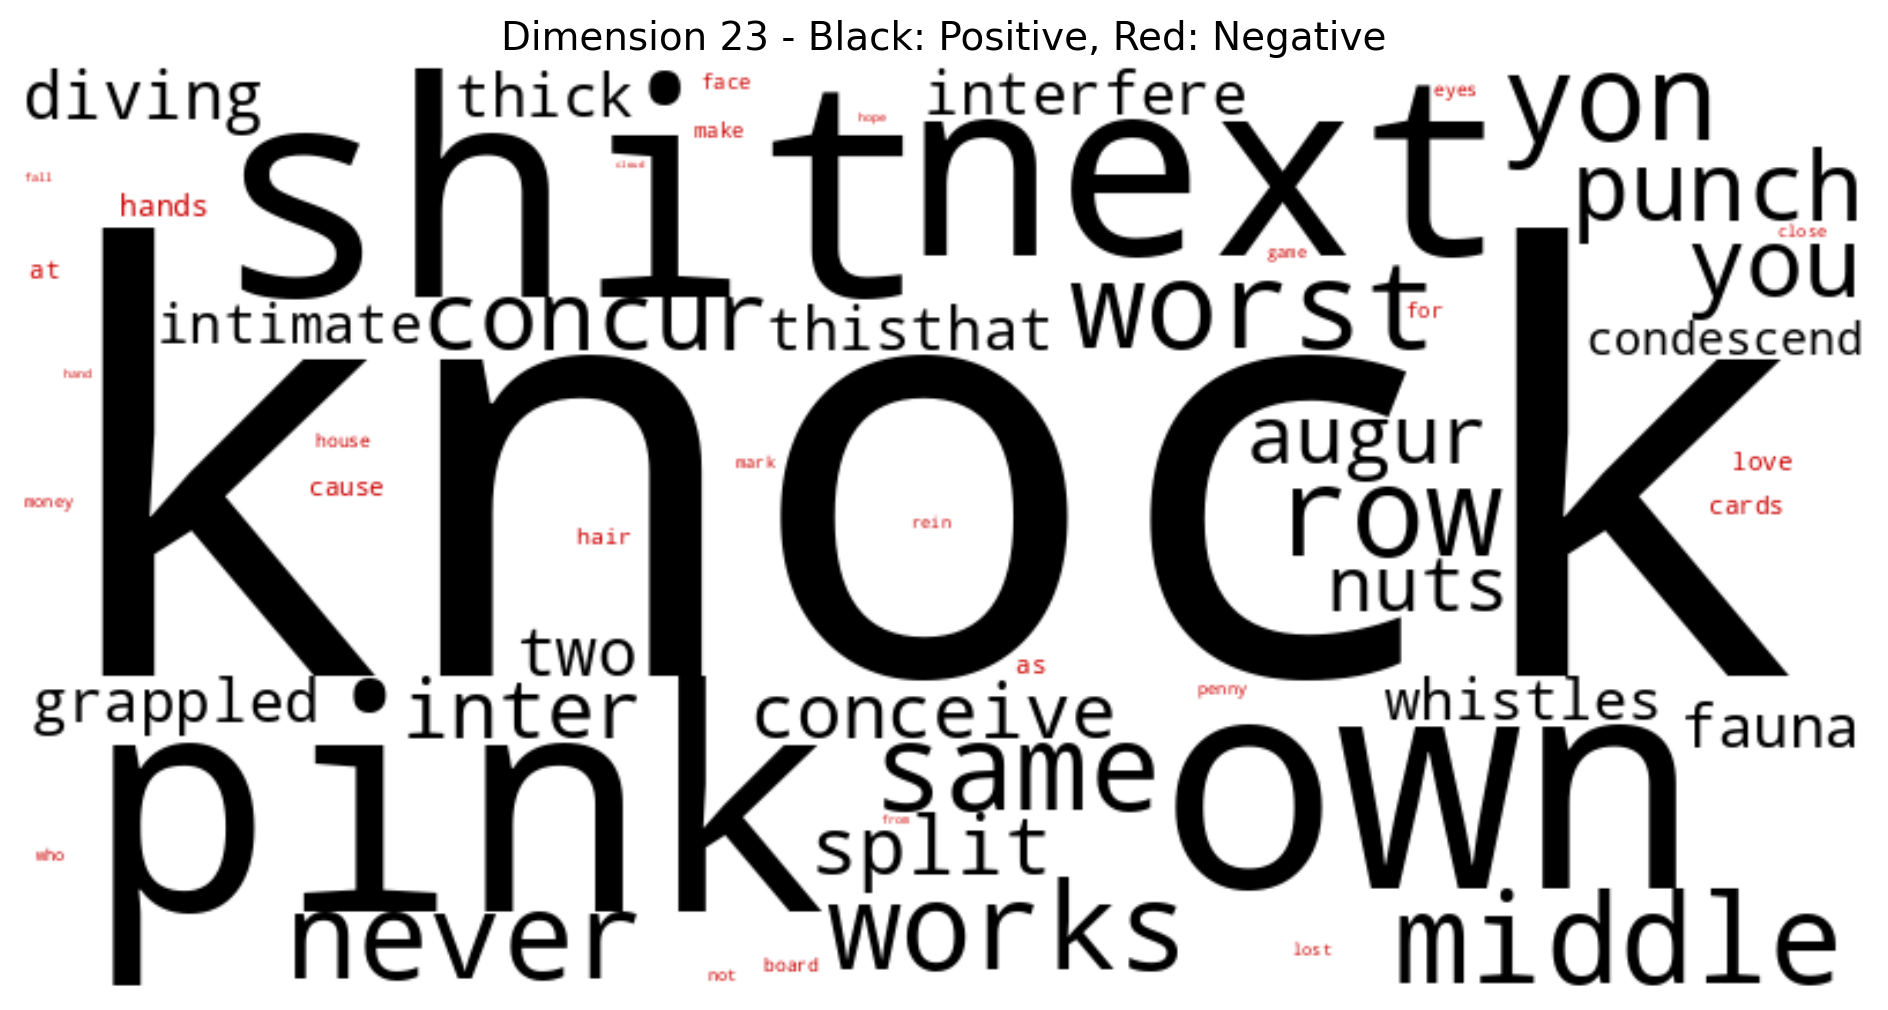 Dimension 23 - Black: Positive, Red: Negative
diving
thick
face
interfere
eyes
yon
make
hope
shit
next
cloud
fall
hands
punch
close
at
game
you
intimate
concur
thisthat
worst
for
condescend
hand
knock
house
mark
augur
love
cause
money
row
cards
rein
hair
nuts
two
as
grappled
inter
conceive
penny
whistles
fauna
pink
same
own
from
split
who
never
works
middle
board
not
lost